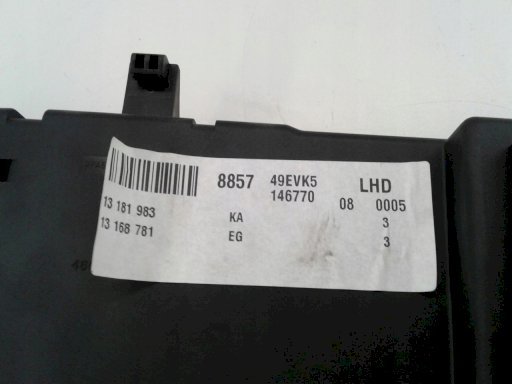 8857 49EVK5 LHD
146770 08 0005
13 181 983 KA 3
13 168 781 EG 3